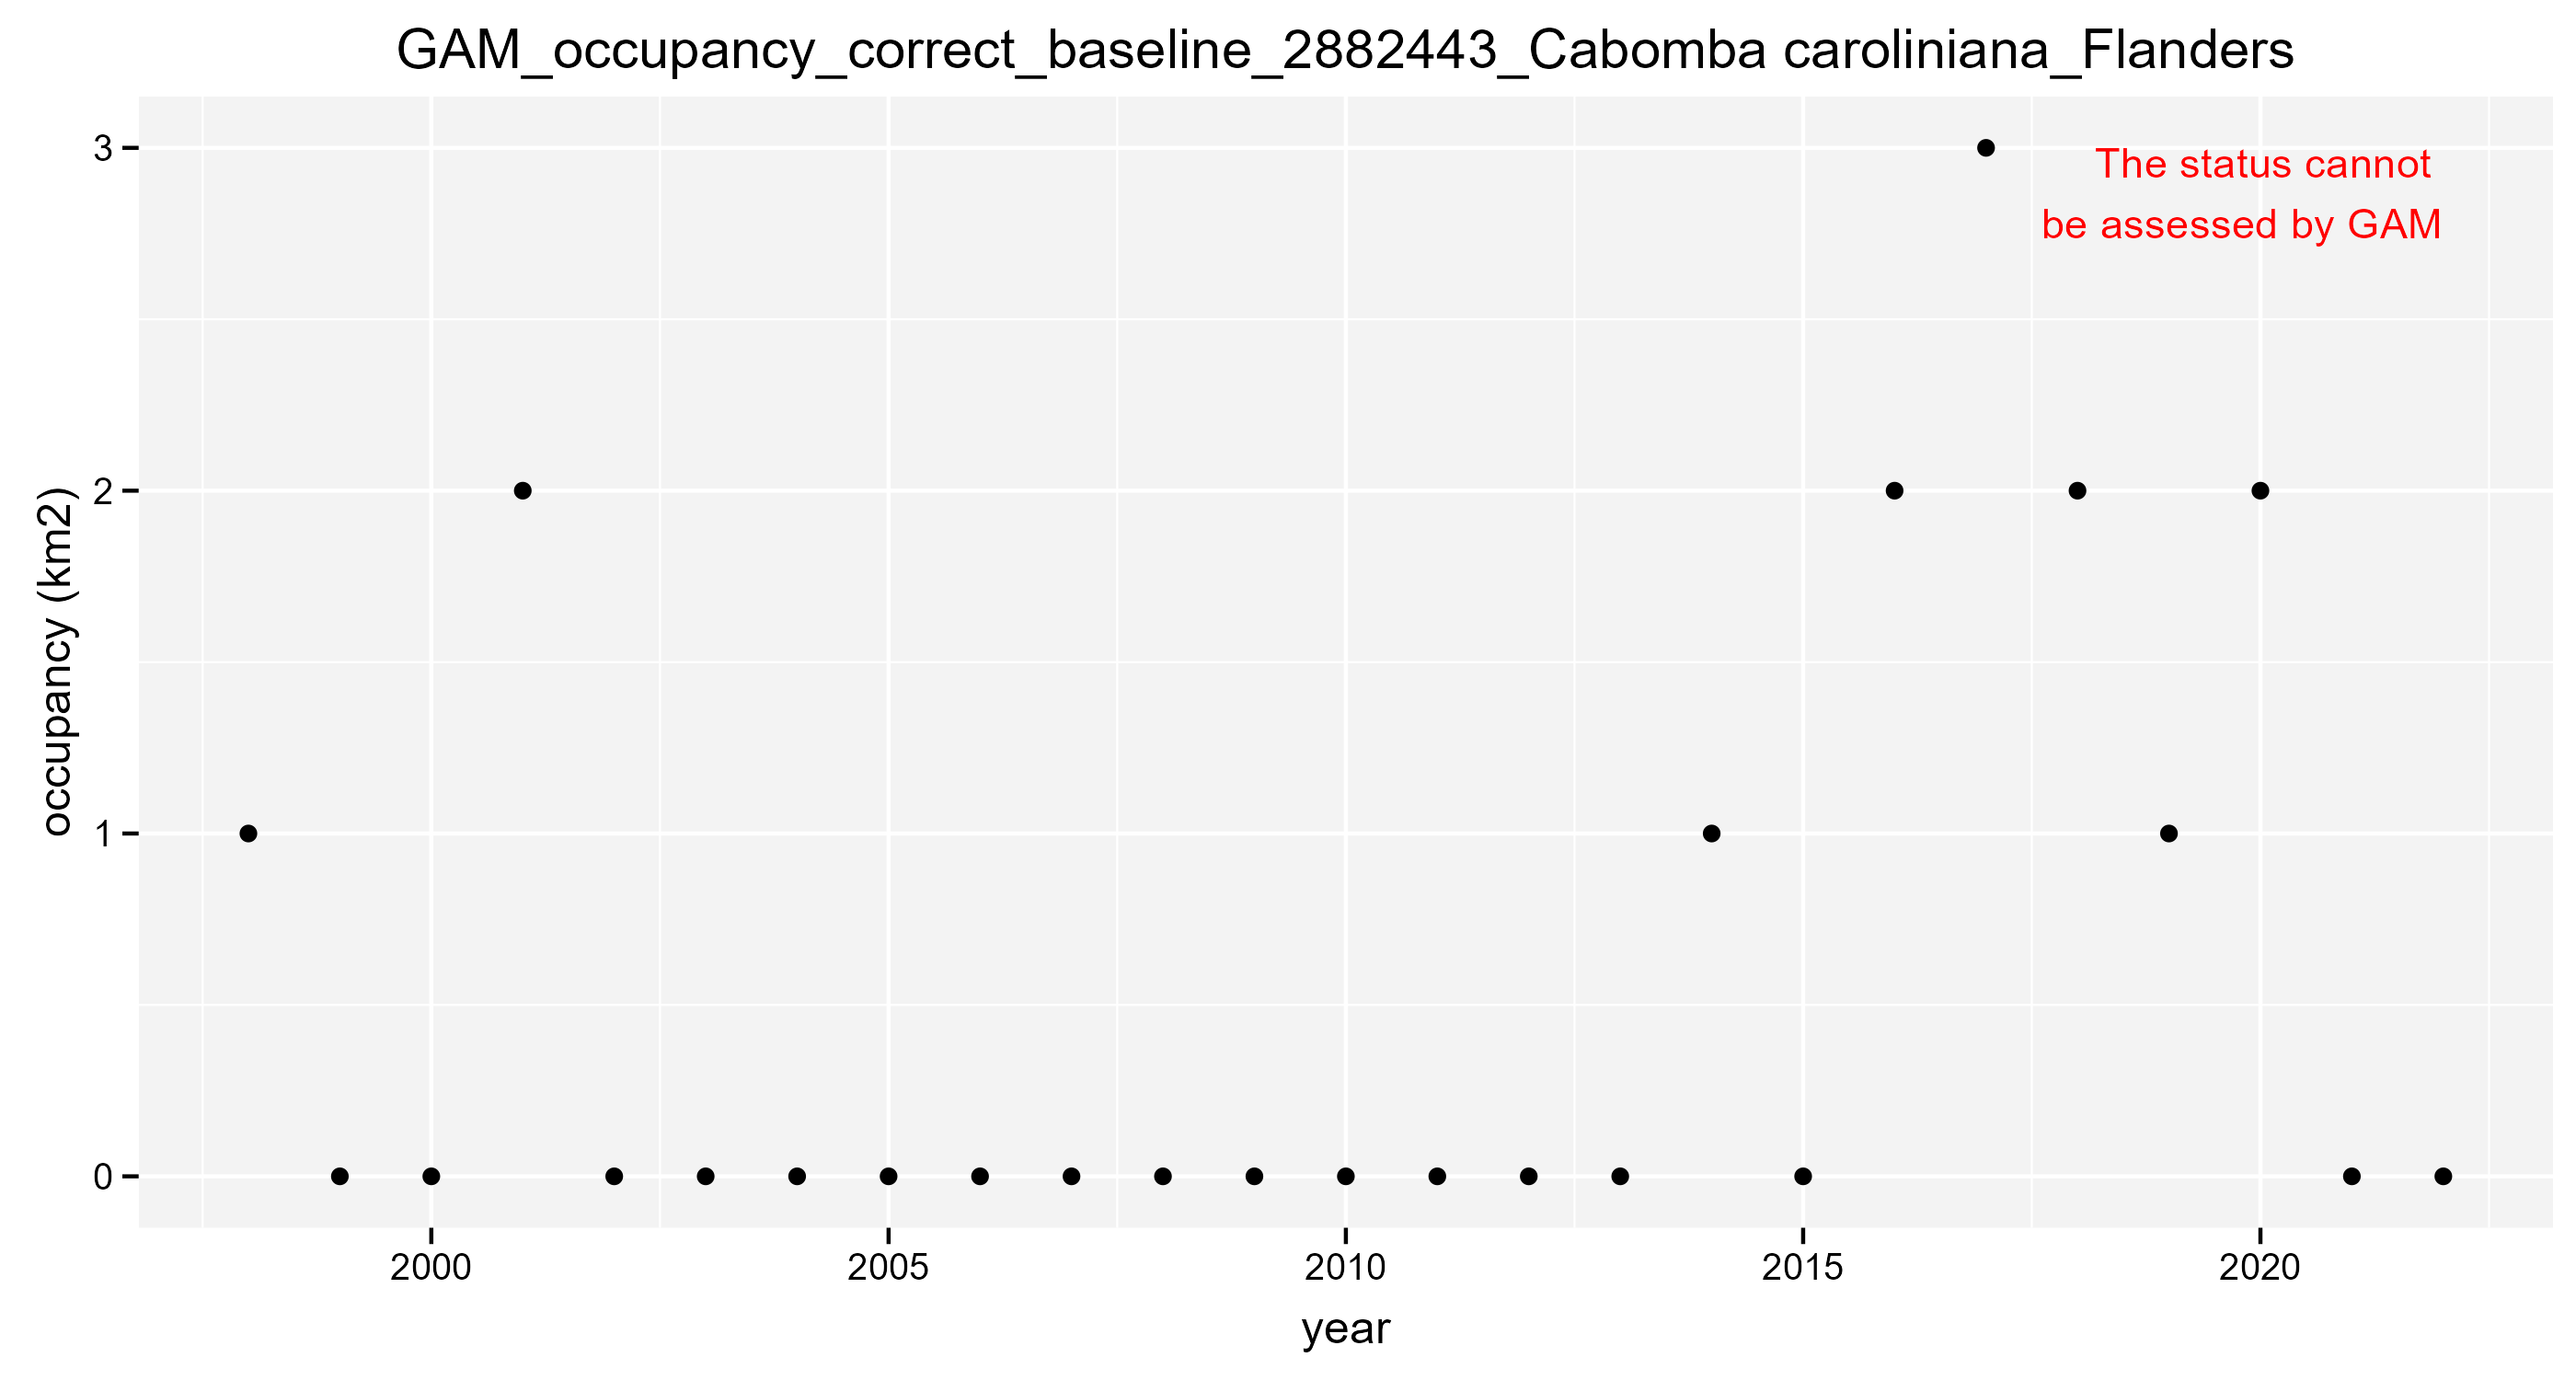 GAM_occupancy_correct_baseline_2882443_Cabomba caroliniana_Flanders
3
The status cannot
be assessed by GAM
2
occupancy (km2)
1
0
2000 2005 2010 2015 2020
year